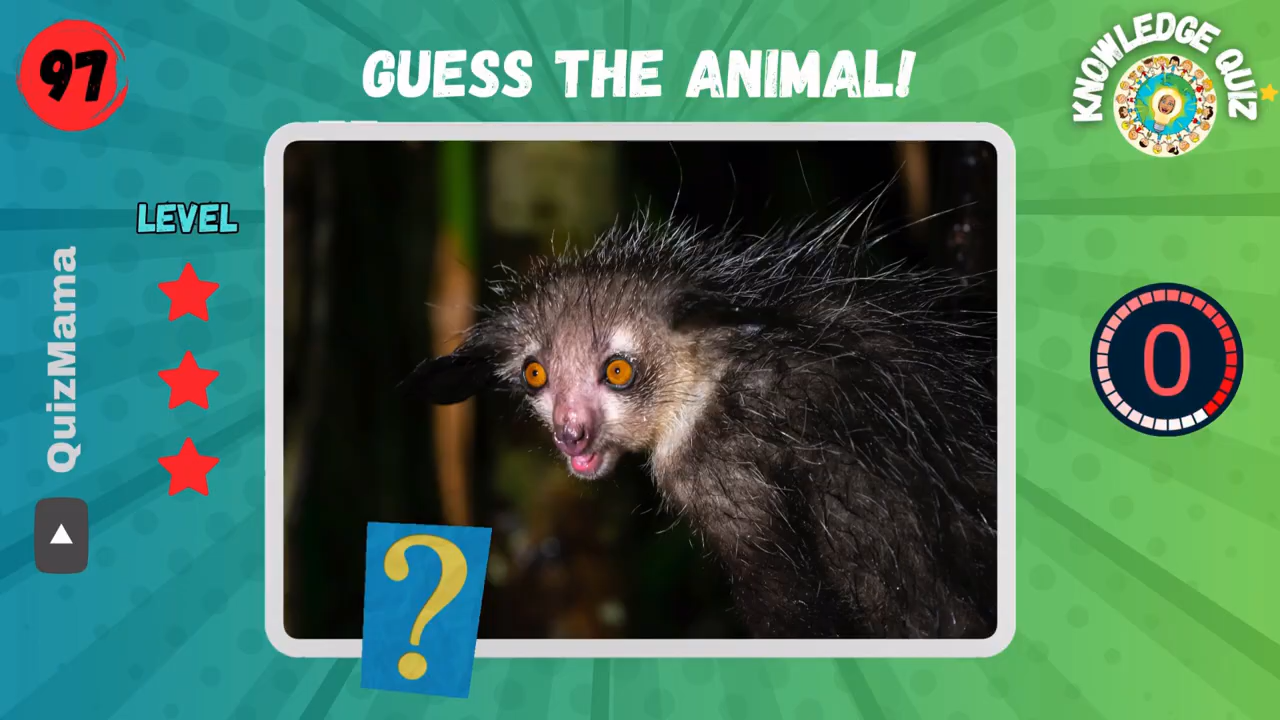 97
GUESS THE ANIMAL!
KNOWLEDGE QUIZ
LEVEL
QuizMama
0
?